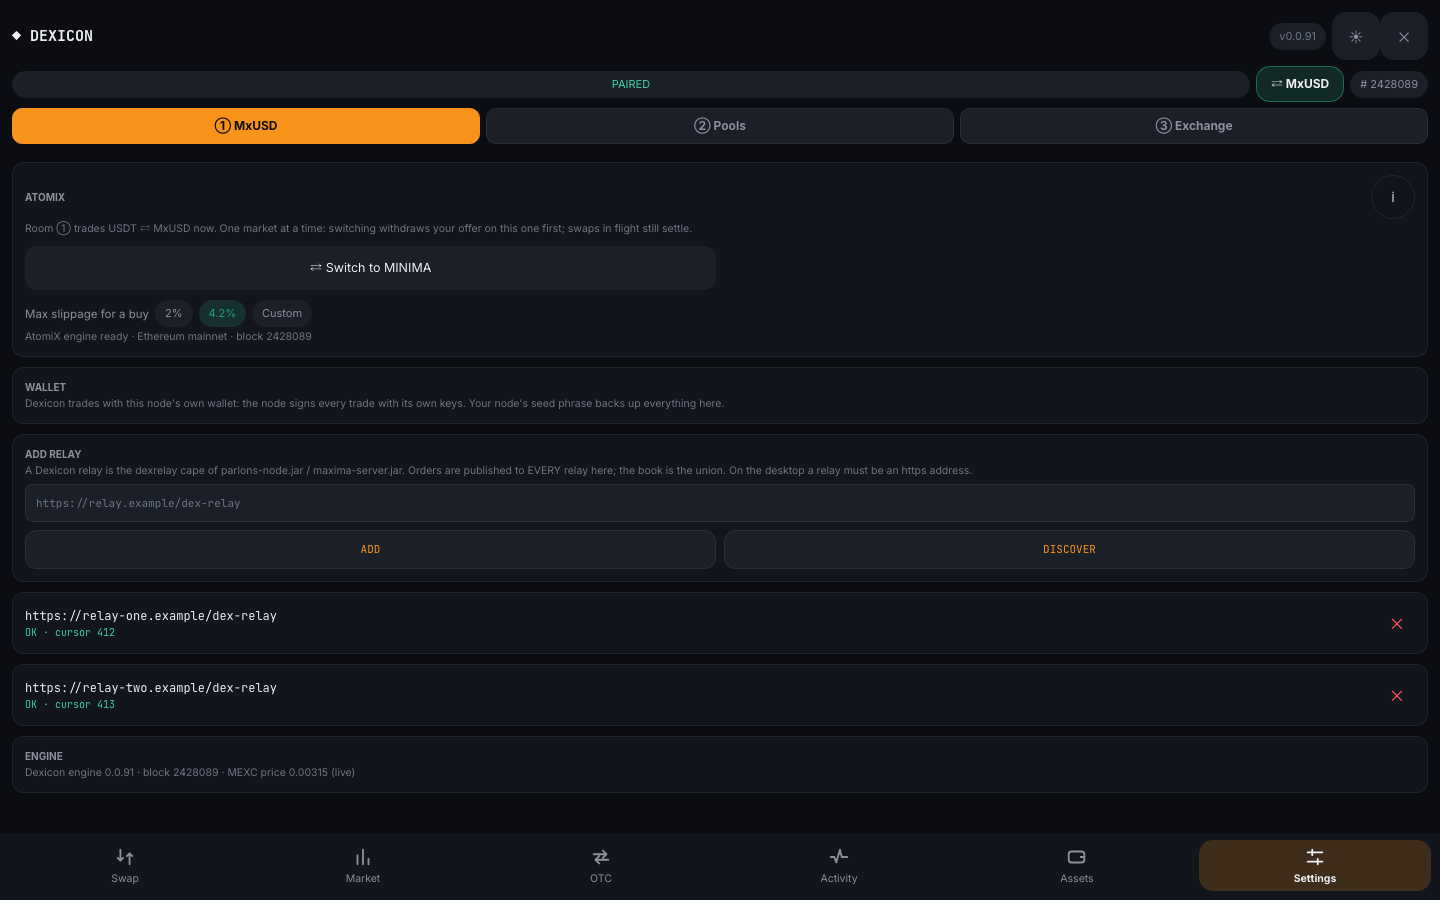 ◆ DEXICON
v0.0.91
PAIRED
⇄ MxUSD
# 2428089
① MxUSD
② Pools
③ Exchange
ATOMIX
i
Room ① trades USDT ⇄ MxUSD now. One market at a time: switching withdraws your offer on this one first; swaps in flight still settle.
⇄ Switch to MINIMA
Max slippage for a buy 2% 4.2% Custom
AtomiX engine ready · Ethereum mainnet · block 2428089
WALLET
Dexicon trades with this node's own wallet: the node signs every trade with its own keys. Your node's seed phrase backs up everything here.
ADD RELAY
A Dexicon relay is the dexrelay cape of parlons-node.jar / maxima-server.jar. Orders are published to EVERY relay here; the book is the union. On the desktop a relay must be an https address.
https://relay.example/dex-relay
ADD
DISCOVER
https://relay-one.example/dex-relay
OK · cursor 412
https://relay-two.example/dex-relay
OK · cursor 413
ENGINE
Dexicon engine 0.0.91 · block 2428089 · MEXC price 0.00315 (live)
Swap
Market
OTC
Activity
Assets
Settings